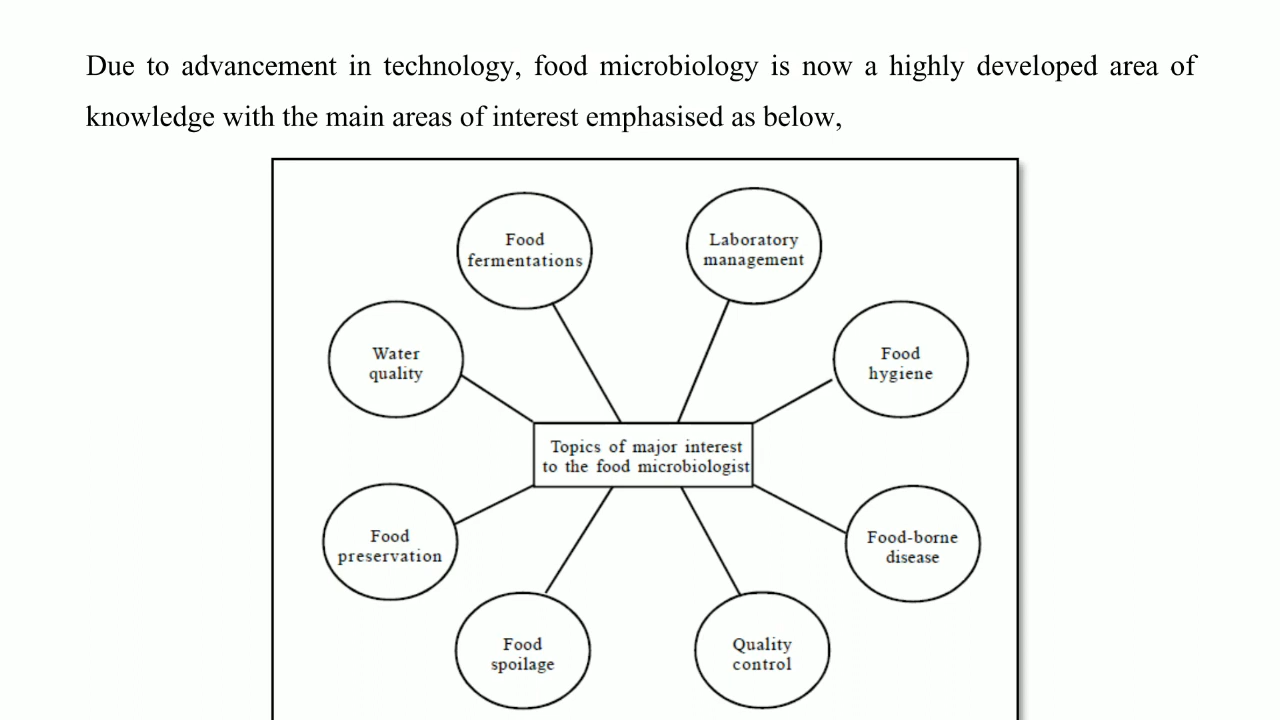 Due to advancement in technology, food microbiology is now a highly developed area of
knowledge with the main areas of interest emphasised as below,
Food
fermentations
Laboratory
management
Water
quality
Food
hygiene
Topics of major interest
to the food microbiologist
Food
preservation
Food-borne
disease
Food
spoilage
Quality
control